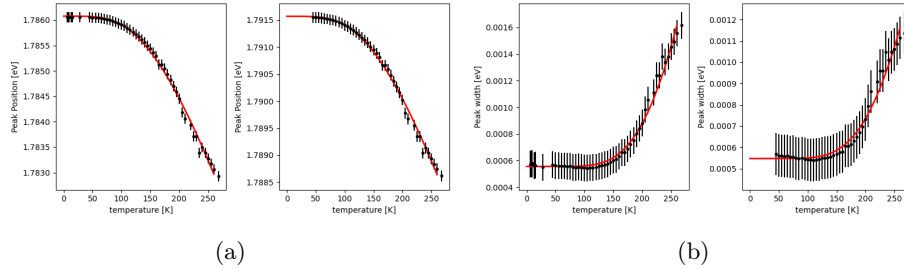 Peak Position [eV]
1.7860
1.7855
1.7850
1.7845
1.7840
1.7835
1.7830
0 50 100 150 200 250
temperature [K]
Peak Position [eV]
1.7915
1.7910
1.7905
1.7900
1.7895
1.7890
1.7885
0 50 100 150 200 250
temperature [K]
(a)
Peak width [eV]
0.0016
0.0014
0.0012
0.0010
0.0008
0.0006
0.0004
0 50 100 150 200 250
temperature [K]
Peak width [eV]
0.0012
0.0011
0.0010
0.0009
0.0008
0.0007
0.0006
0.0005
0 50 100 150 200 250
temperature [K]
(b)